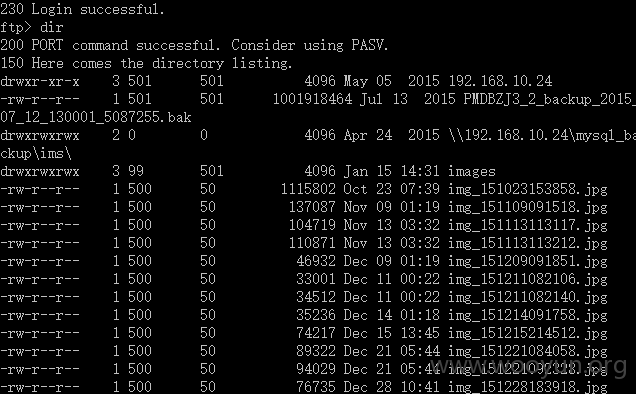 230 Login successful.
ftp> dir
200 PORT command successful. Consider using PASV.
150 Here comes the directory listing.
drwxr-xr-x    3 501      501          4096 May 05  2015 192.168.10.24
-rw-r--r--    1 501      501      1001918464 Jul 13  2015 PMDBZJ3_2_backup_2015_
07_12_130001_5087255.bak
drwxrwxrwx    2 0        0            4096 Apr 24  2015 \\192.168.10.24\mysql_ba
ckup\ims\
drwxrwxrwx    3 99       501          4096 Jan 15 14:31 images
-rw-r--r--    1 500      50        1115802 Oct 23 07:39 img_151023153858.jpg
-rw-r--r--    1 500      50         137087 Nov 09 01:19 img_151109091518.jpg
-rw-r--r--    1 500      50         104719 Nov 13 03:32 img_151113113117.jpg
-rw-r--r--    1 500      50         110871 Nov 13 03:32 img_151113113212.jpg
-rw-r--r--    1 500      50          46932 Dec 09 01:19 img_151209091851.jpg
-rw-r--r--    1 500      50          33001 Dec 11 00:22 img_151211082106.jpg
-rw-r--r--    1 500      50          34512 Dec 11 00:22 img_151211082140.jpg
-rw-r--r--    1 500      50          35236 Dec 14 01:18 img_151214091758.jpg
-rw-r--r--    1 500      50          74217 Dec 15 13:45 img_151215214512.jpg
-rw-r--r--    1 500      50          89322 Dec 21 05:44 img_151221084058.jpg
-rw-r--r--    1 500      50          94029 Dec 21 05:44
-rw-r--r--    1 500      50          76735 Dec 28 10:41 img_151228183918.jpg
www.wooyun.org